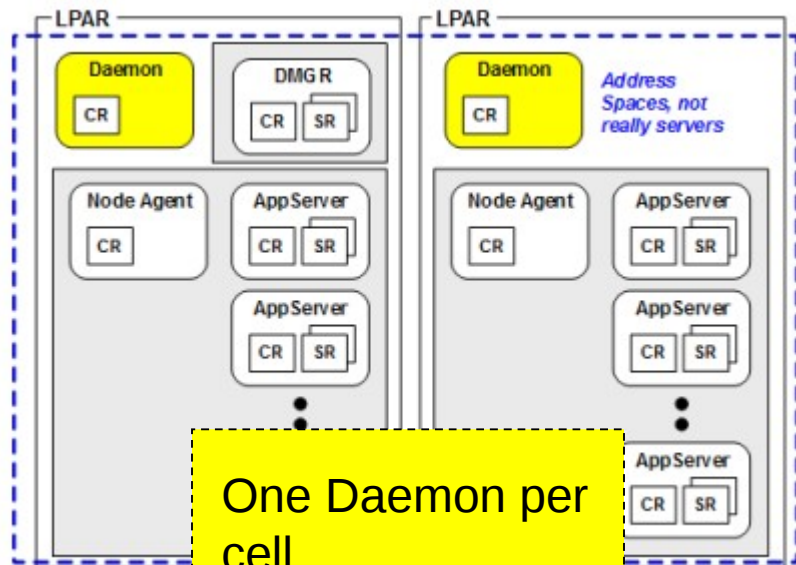 LPAR
Daemon
CR
DMGR
CR SR
Node Agent
CR
AppServer
CR SR
AppServer
CR SR
LPAR
Daemon
CR
Address
Spaces, not
really servers
Node Agent
CR
AppServer
CR SR
AppServer
CR SR
AppServer
CR SR
One Daemon per
cell